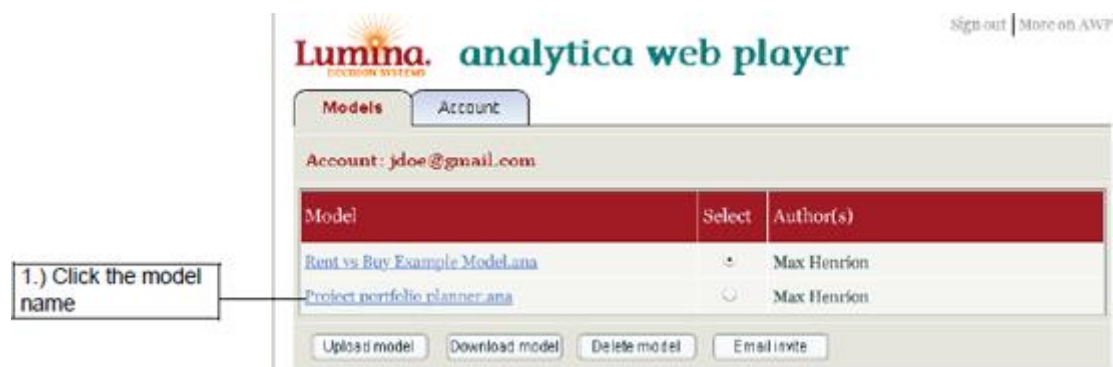 Sign out | More on AWP
Lumina. analytica web player
DECISION SYSTEMS
Models Account
Account: jdoe@gmail.com
Model Select Author(s)
Rent vs Buy Example Model.ana Max Henrion
1.) Click the model
name
Project portfolio planner.ana Max Henrion
Upload model Download model Delete model Email invite